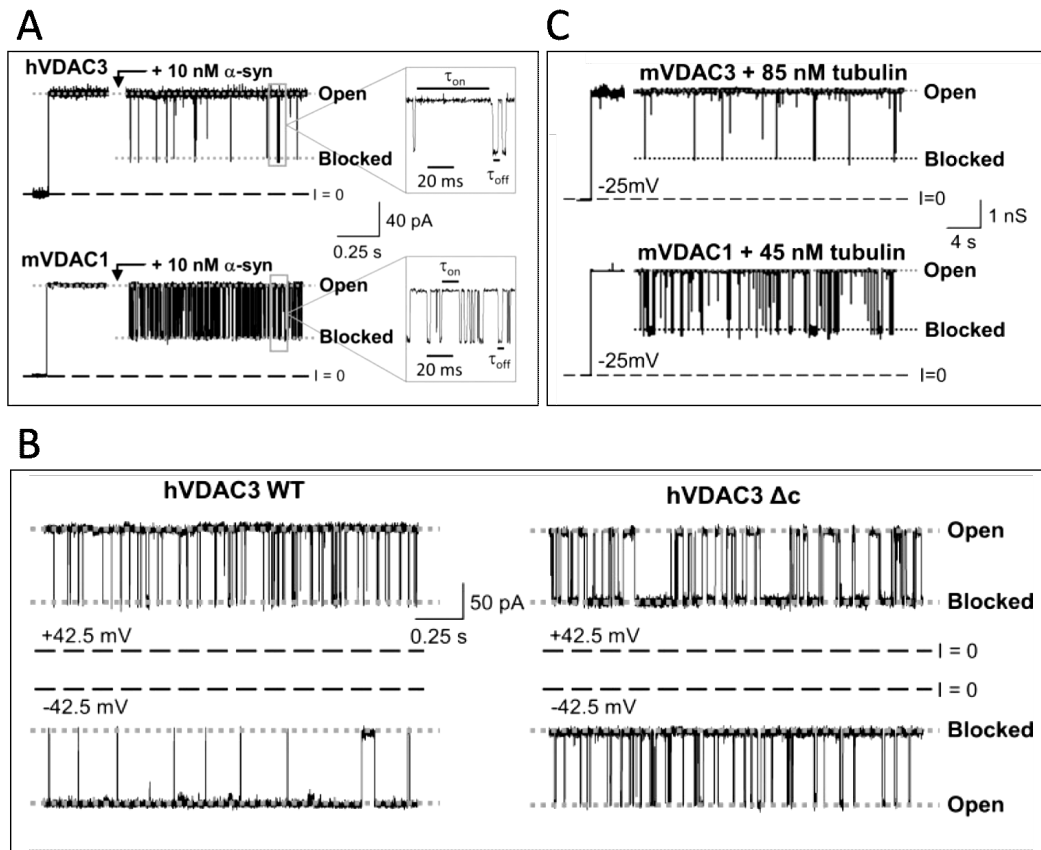 A
hVDAC3
+ 10 nM α-syn
Open
Blocked
I = 0
τon
20 ms
τoff
40 pA
0.25 s
mVDAC1
+ 10 nM α-syn
Open
Blocked
I = 0
τon
20 ms
τoff
C
mVDAC3 + 85 nM tubulin
Open
Blocked
-25mV
I=0
1 nS
4 s
mVDAC1 + 45 nM tubulin
Open
Blocked
-25mV
I=0
B
hVDAC3 WT
hVDAC3 Δc
Open
50 pA
Blocked
0.25 s
+42.5 mV
+42.5 mV
I = 0
I = 0
-42.5 mV
-42.5 mV
Blocked
Open